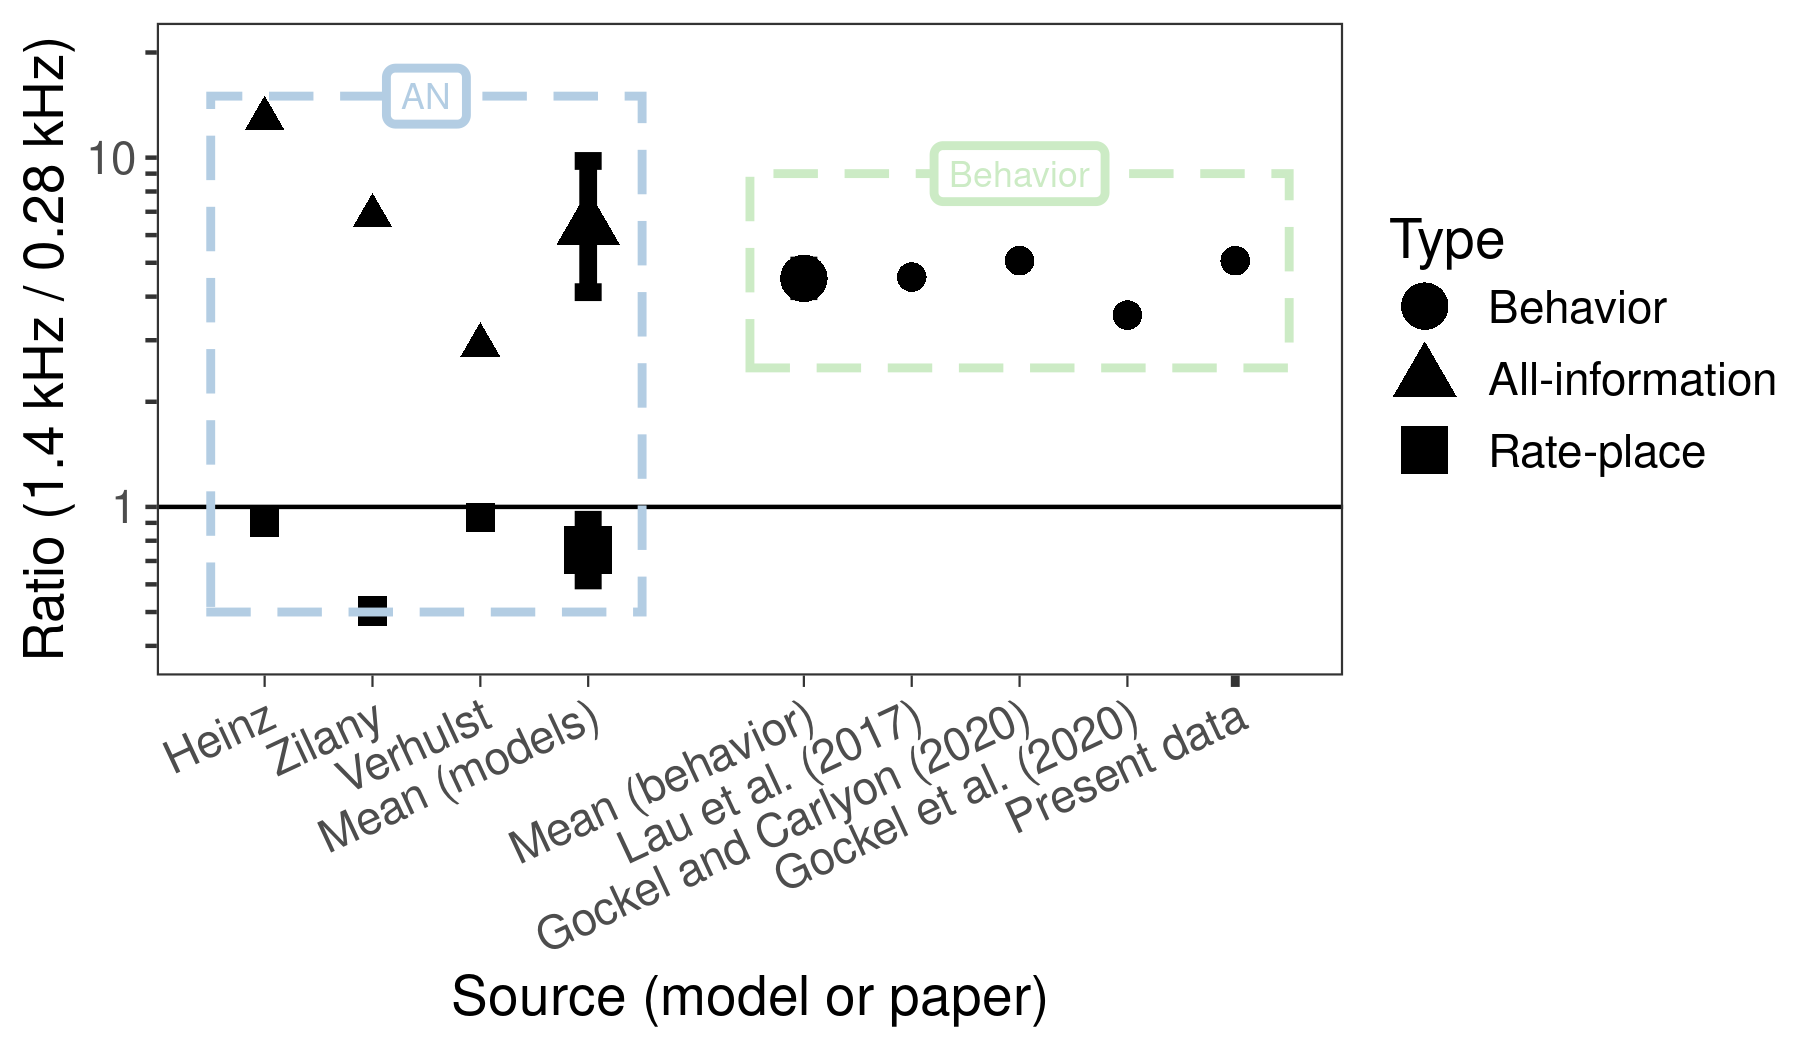 Ratio (1.4 kHz / 0.28 kHz)
10
1
AN
Behavior
Heinz
Zilany
Verhulst
Mean (models)
Mean (behavior)
Lau et al. (2017)
Gockel and Carlyon (2020)
Gockel et al. (2020)
Present data
Source (model or paper)
Type
Behavior
All-information
Rate-place